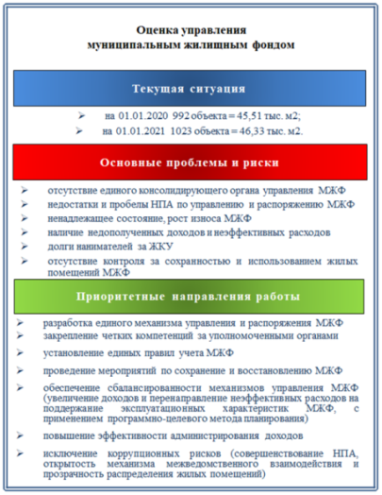 Оценка управления
муниципальным жилищным фондом
Текущая ситуация
➢ на 01.01.2020 992 объекта = 45,51 тыс. м2;
➢ на 01.01.2021 1023 объекта = 46,33 тыс. м2.
Основные проблемы и риски
➢ отсутствие единого консолидирующего органа управления МЖФ
➢ недостатки и пробелы НПА по управлению и распоряжению МЖФ
➢ ненадлежащее состояние, рост износа МЖФ
➢ наличие недополученных доходов и неэффективных расходов
➢ долги нанимателей за ЖКУ
➢ отсутствие контроля за сохранностью и использованием жилых
помещений МЖФ
Приоритетные направления работы
➢ разработка единого механизма управления и распоряжения МЖФ
➢ закрепление четких компетенций за уполномоченными органами
➢ установление единых правил учета МЖФ
➢ проведение мероприятий по сохранение и восстановлению МЖФ
➢ обеспечение сбалансированности механизмов управления МЖФ
(увеличение доходов и перенаправление неэффективных расходов на
поддержание эксплуатационных характеристик МЖФ, с
применением программно-целевого метода планирования)
➢ повышение эффективности администрирования доходов
➢ исключение коррупционных рисков (совершенствование НПА,
открытость механизма межведомственного взаимодействия и
прозрачность распределения жилых помещений)